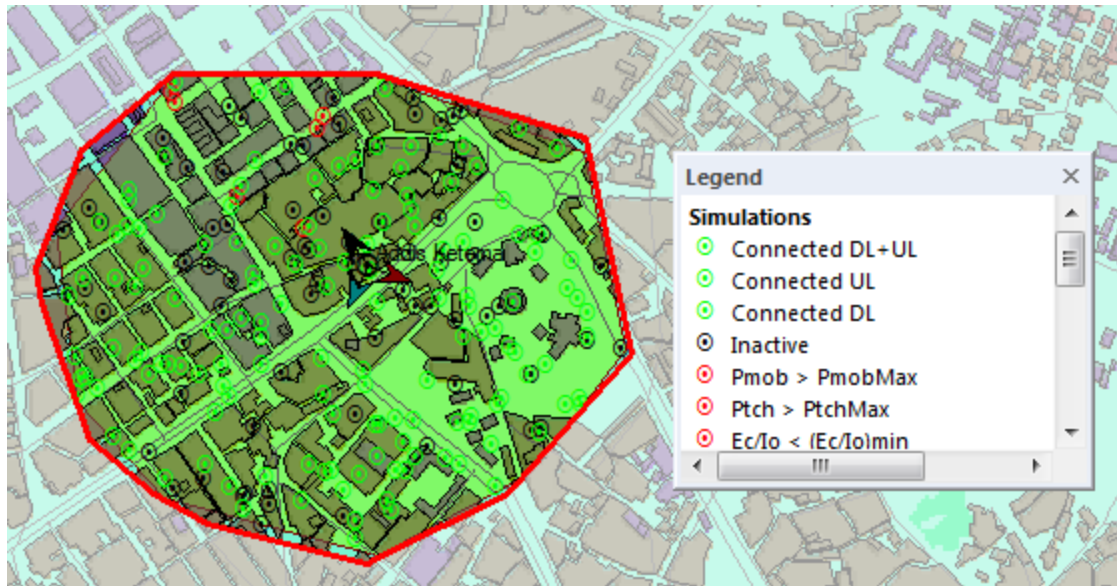 Addis Ketema
Legend
Simulations
Connected DL+UL
Connected UL
Connected DL
Inactive
Pmob > PmobMax
Ptch > PtchMax
Ec/Io < (Ec/Io)min